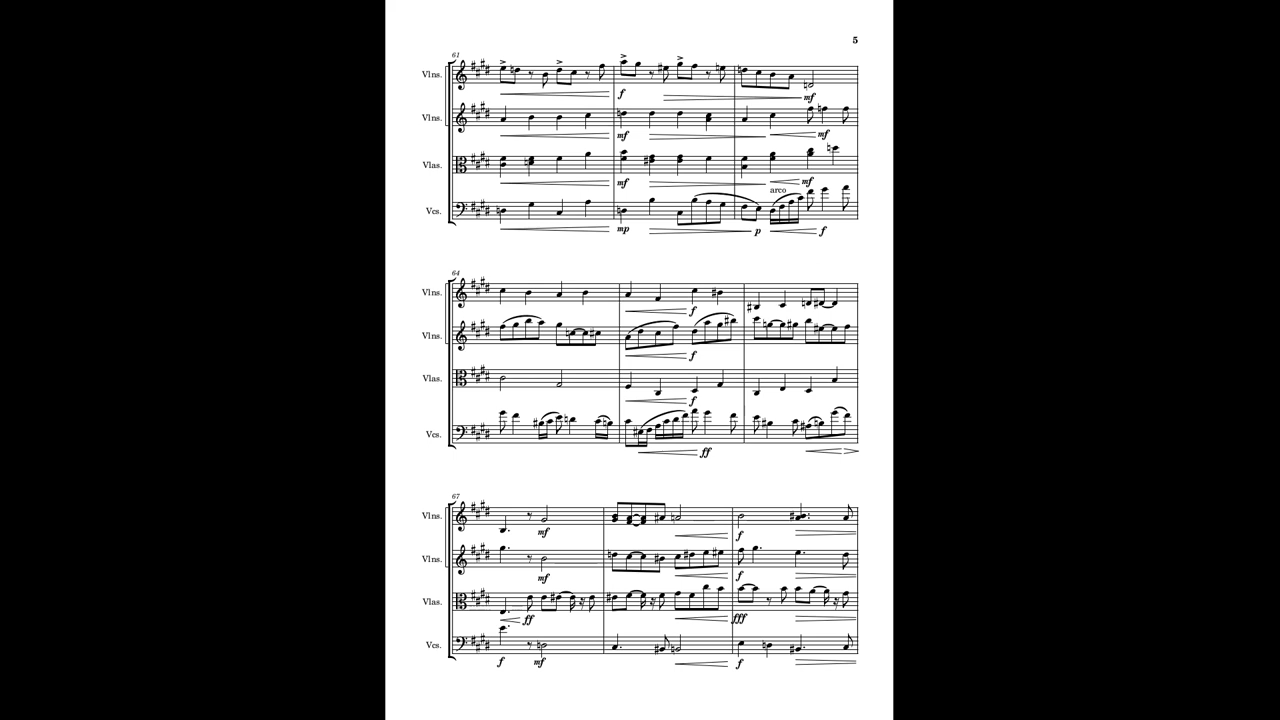 5
61
Vlns.
f
mf
Vlns.
mf
mf
Vlas.
mf
mf
arco
Vcs.
mp
p
f
64
Vlns.
f
Vlns.
f
Vlas.
f
Vcs.
ff
67
Vlns.
mf
f
Vlns.
mf
f
Vlas.
ff
fff
Vcs.
f
mf
f